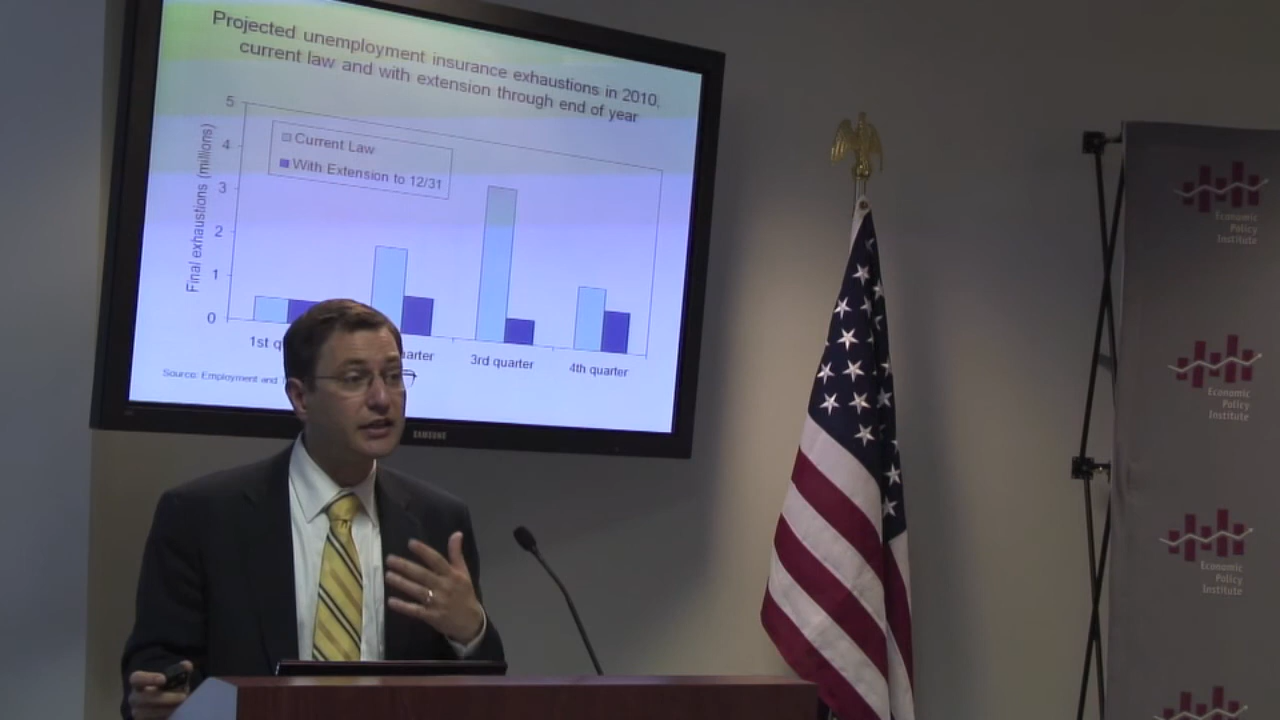 Projected unemployment insurance exhaustions in 2010,
current law and with extension through end of year
5
4
3
2
1
0
Final exhaustions (millions)
Current Law
With Extension to 12/31
1st q
arter
3rd quarter
4th quarter
Source: Employment and
SAMSUNG
Economic
Policy
Institute
Economic
Policy
Institute
Economic
Policy
Institute